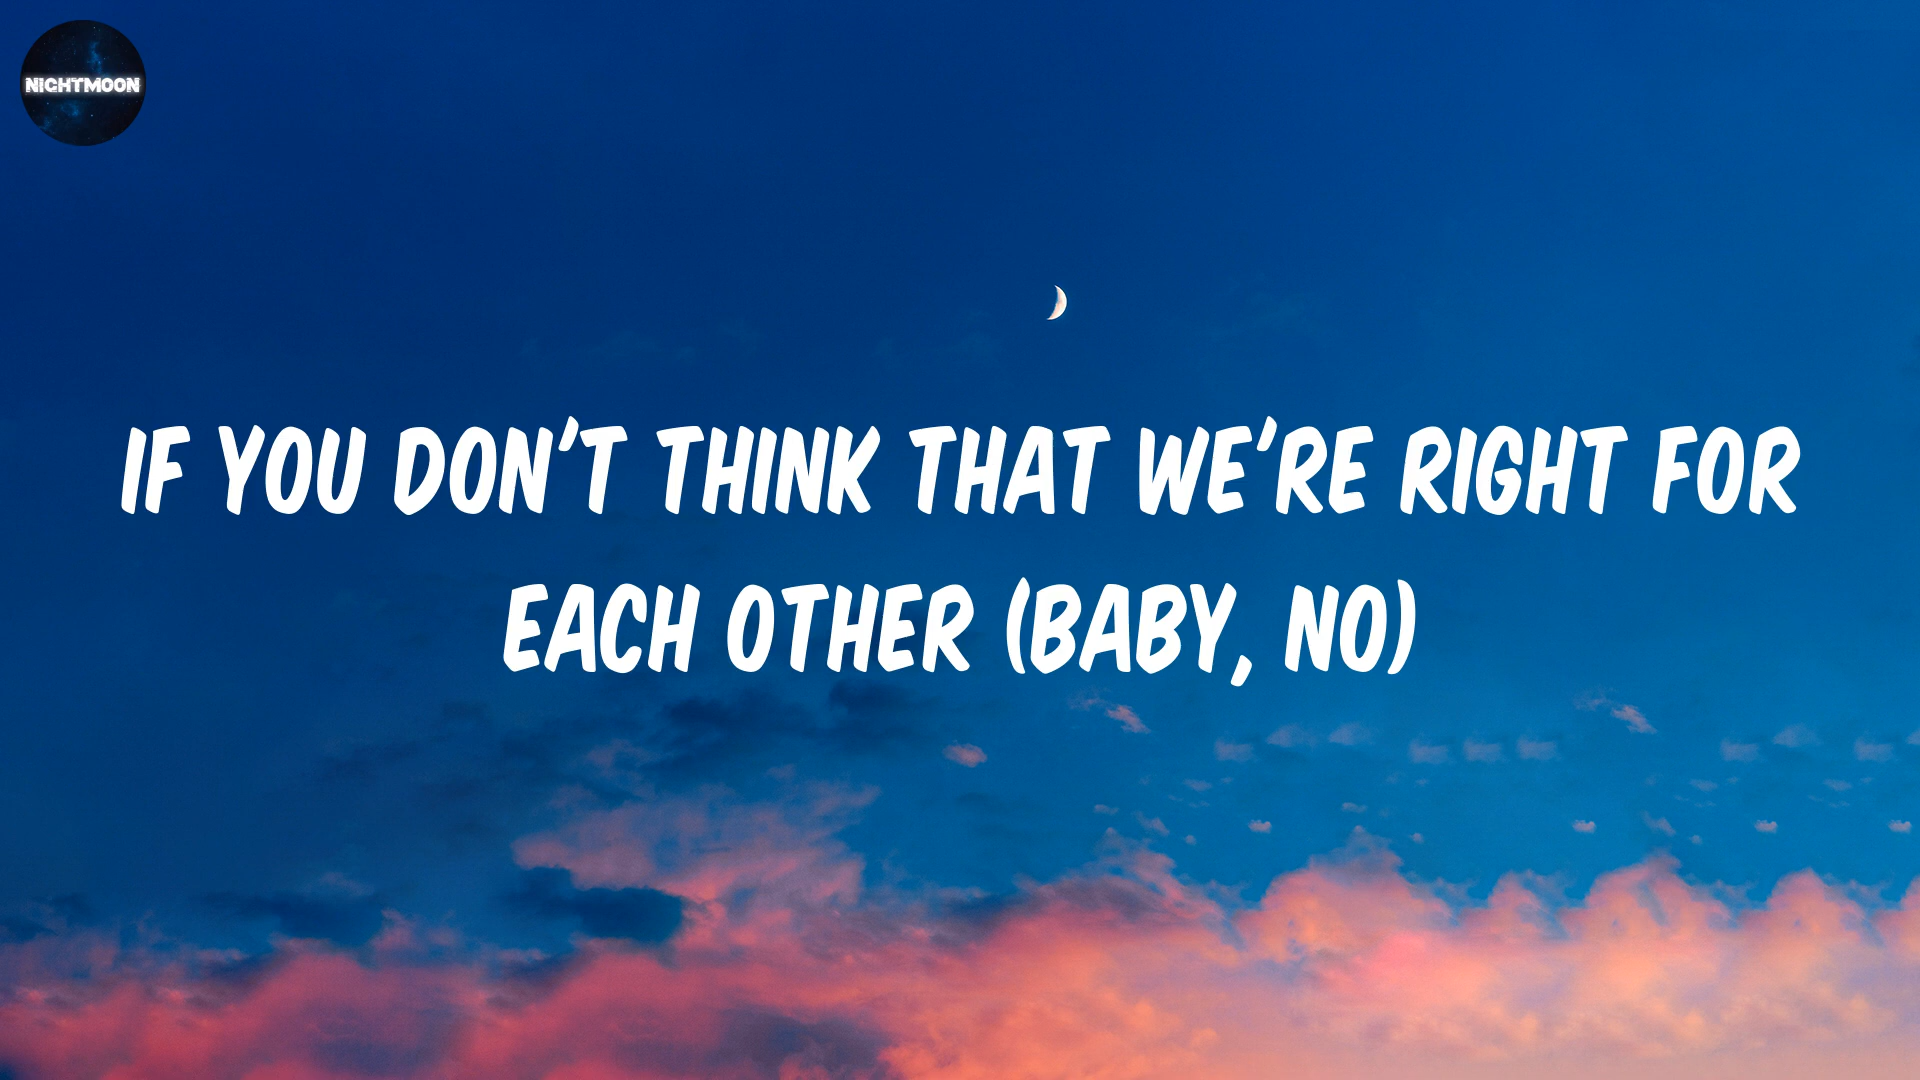 NIGHTMOON
IF YOU DON'T THINK THAT WE'RE RIGHT FOR
EACH OTHER (BABY, NO)